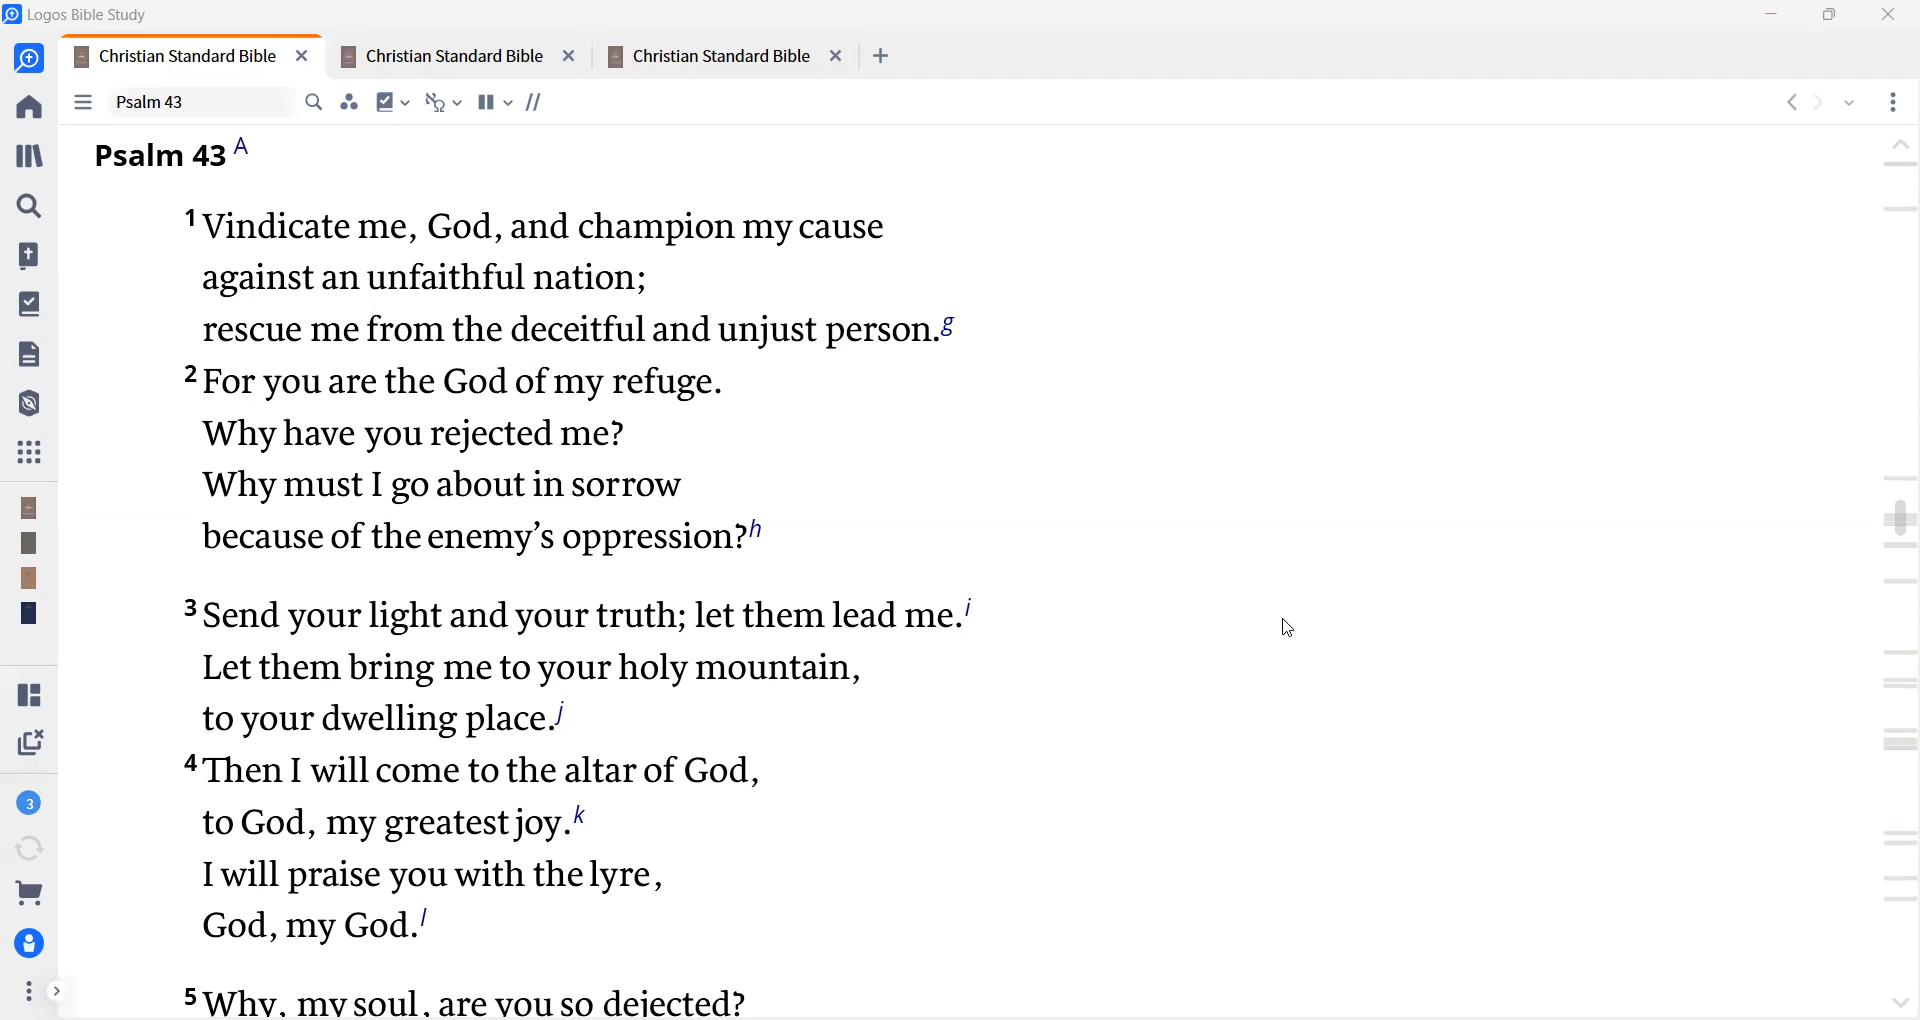 Logos Bible Study
Christian Standard Bible
Christian Standard Bible
Christian Standard Bible
Psalm 43
Psalm 43 A
1 Vindicate me, God, and champion my cause
against an unfaithful nation;
rescue me from the deceitful and unjust person.g
2 For you are the God of my refuge.
Why have you rejected me?
Why must I go about in sorrow
because of the enemy’s oppression?h
3 Send your light and your truth; let them lead me.i
Let them bring me to your holy mountain,
to your dwelling place.j
4 Then I will come to the altar of God,
to God, my greatest joy.k
I will praise you with the lyre,
God, my God.l
5 Why, my soul, are you so dejected?
3